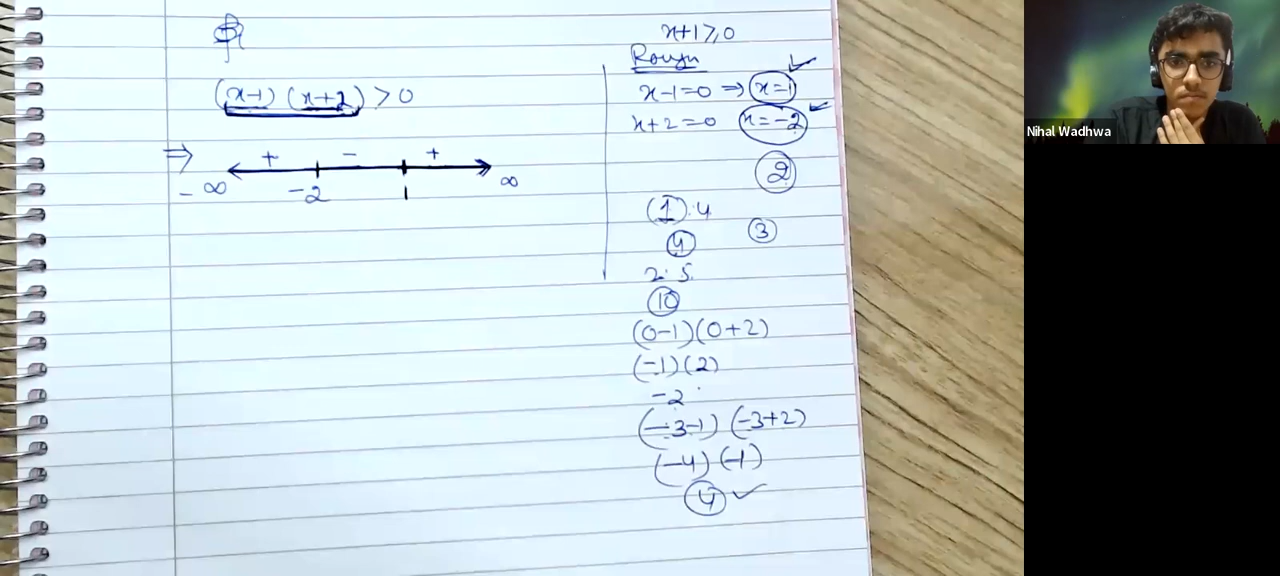 (x-1) (x+2) > 0
⇒ + - +
- ∞ -2 1 ∞
x+1 ≥ 0
Rough
x-1=0 ⇒ x=1
x+2=0 x=-2
2
(1).4
4 3
2.5
10
(0-1)(0+2)
(-1)(2)
-2
(-3-1) (-3+2)
(-4) (-1)
4 ✓
Nihal Wadhwa